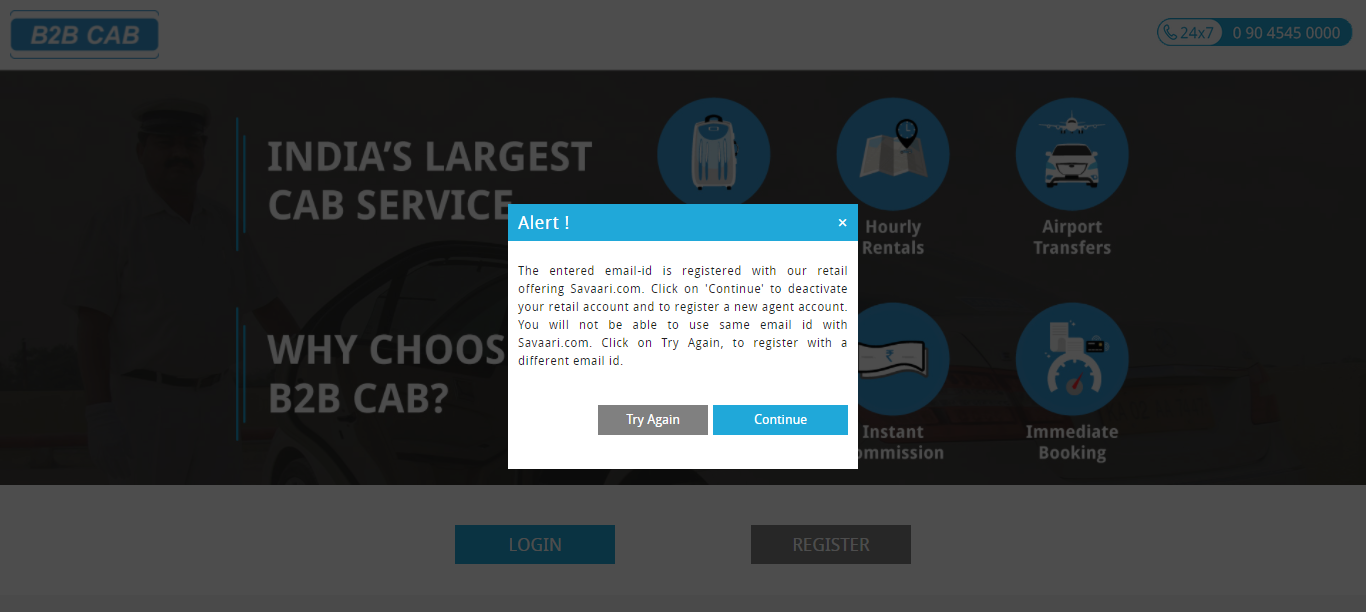 B2B CAB
24x7 0 90 4545 0000
INDIA'S LARGEST
CAB SERVICE
Alert ! ×
The entered email-id is registered with our retail
offering Savaari.com. Click on 'Continue' to deactivate
your retail account and to register a new agent account.
You will not be able to use same email id with
Savaari.com. Click on Try Again, to register with a
different email id.
Try Again Continue
Hourly
Rentals
Airport
Transfers
WHY CHOOS
B2B CAB?
Instant
ommission
Immediate
Booking
LOGIN REGISTER